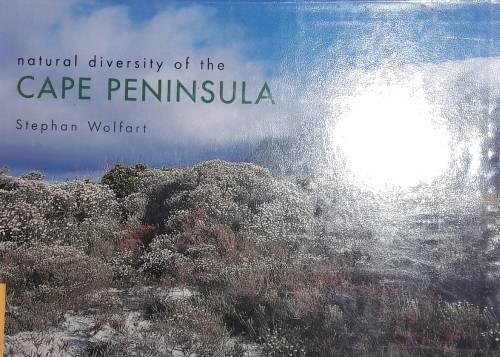 natural diversity of the
CAPE PENINSULA
Stephan Wolfart